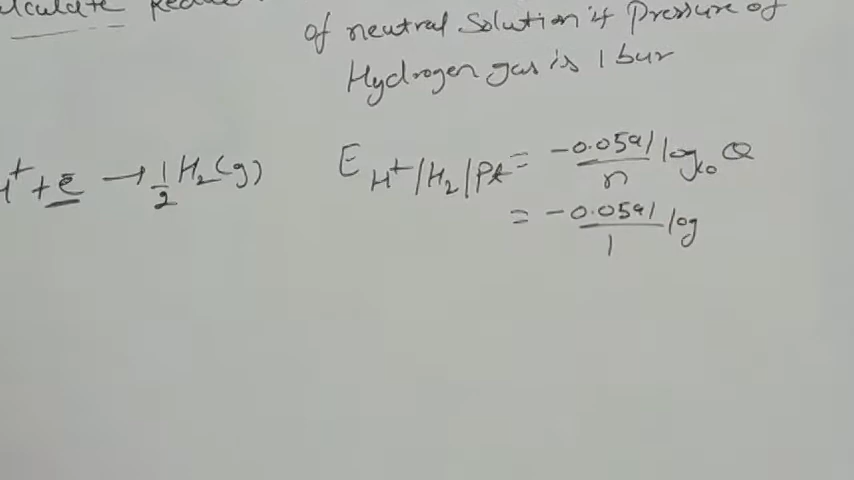 of neutral solution if Pressure of
Hydrogen gas is 1 bar
H⁺ + e̅ → 1/2 H₂(g)
E H⁺/H₂/Pt = -0.0591/n log₁₀ Q
= -0.0591/1 log